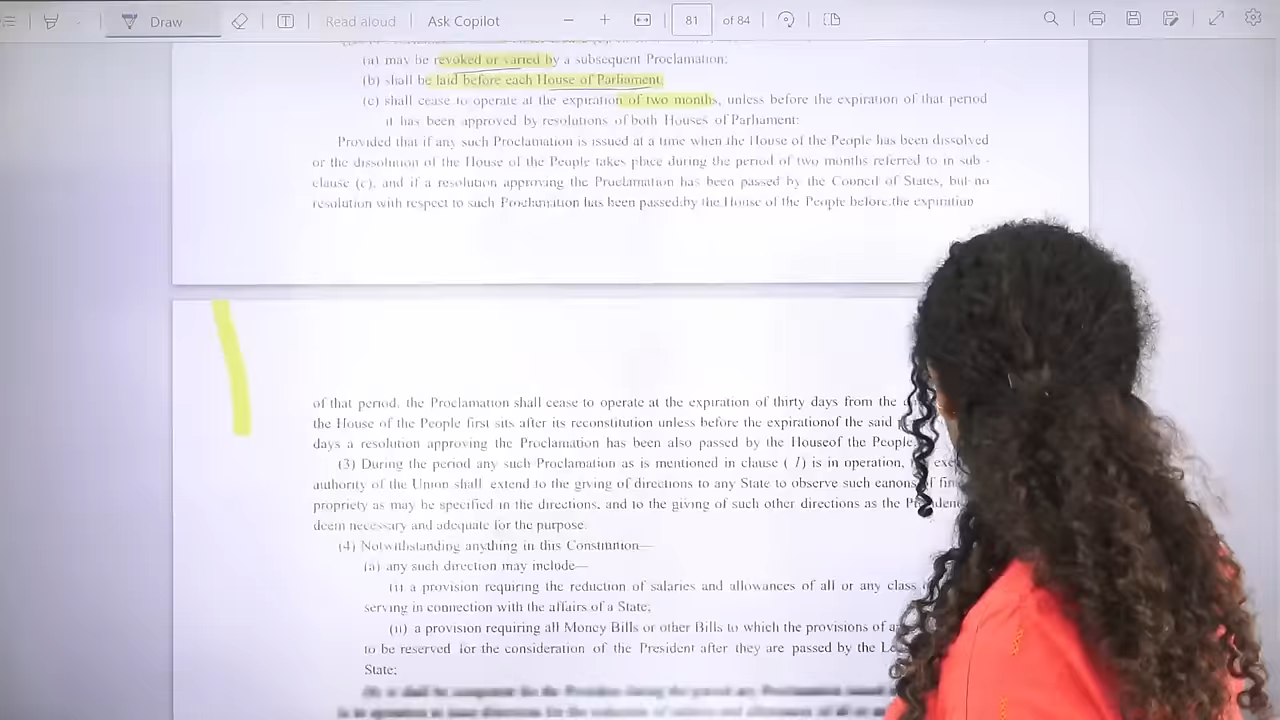 Draw
Read aloud
Ask Copilot
81 of 84
(a) may be revoked or varied by a subsequent Proclamation;
(b) shall be laid before each House of Parliament;
(c) shall cease to operate at the expiration of two months, unless before the expiration of that period
it has been approved by resolutions of both Houses of Parliament:
Provided that if any such Proclamation is issued at a time when the House of the People has been dissolved
or the dissolution of the House of the People takes place during the period of two months referred to in sub -
clause (c), and if a resolution approving the Proclamation has been passed by the Council of States, but no
resolution with respect to such Proclamation has been passed by the House of the People before the expiration
of that period, the Proclamation shall cease to operate at the expiration of thirty days from the
the House of the People first sits after its reconstitution unless before the expirationof the said
days a resolution approving the Proclamation has been also passed by the Houseof the People.
(3) During the period any such Proclamation as is mentioned in clause ( 1) is in operation,
authority of the Union shall extend to the giving of directions to any State to observe such canons
propriety as may be specified in the directions, and to the giving of such other directions as the
deem necessary and adequate for the purpose.
(4) Notwithstanding anything in this Constitution—
(a) any such direction may include—
(i) a provision requiring the reduction of salaries and allowances of all or any class
serving in connection with the affairs of a State;
(ii) a provision requiring all Money Bills or other Bills to which the provisions of
to be reserved for the consideration of the President after they are passed by the
State;